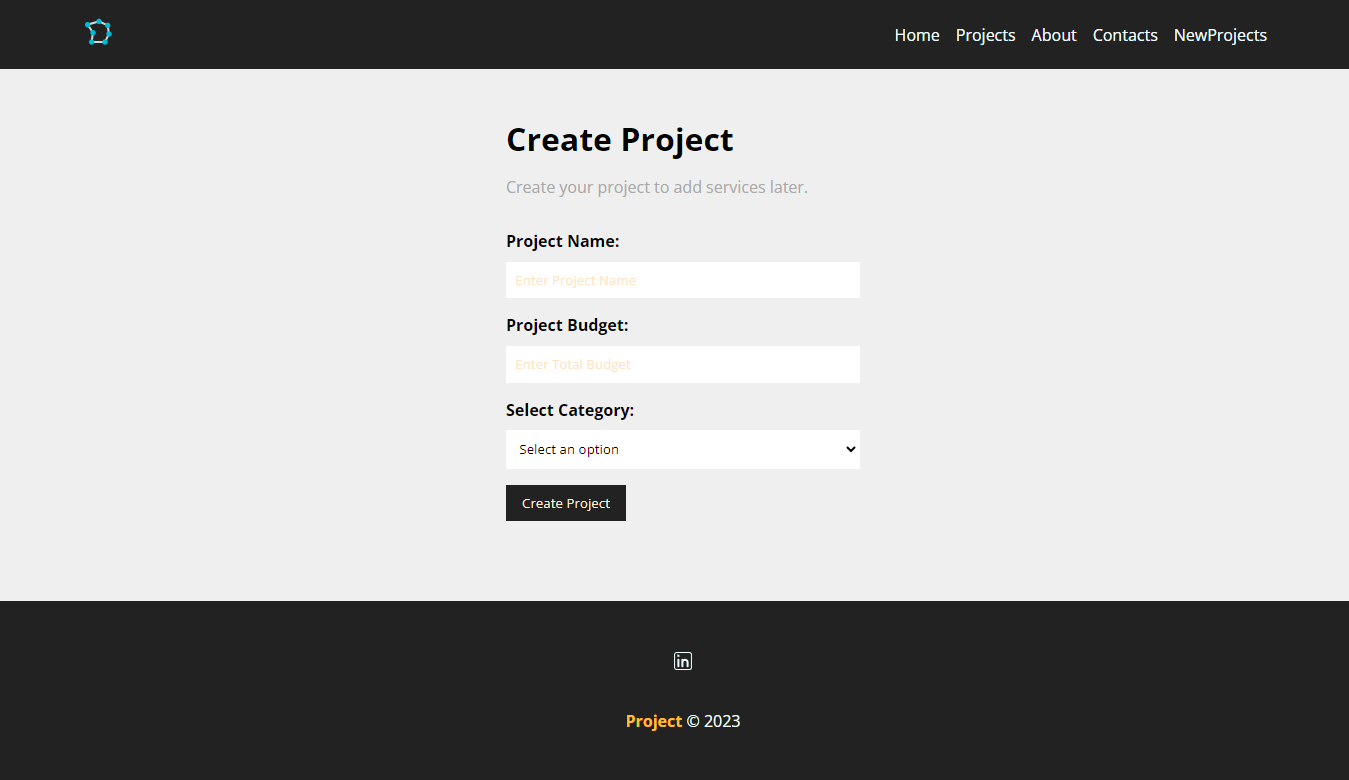 Home Projects About Contacts NewProjects
Create Project
Create your project to add services later.
Project Name:
Enter Project Name
Project Budget:
Enter Total Budget
Select Category:
Select an option
Create Project
in
Project © 2023